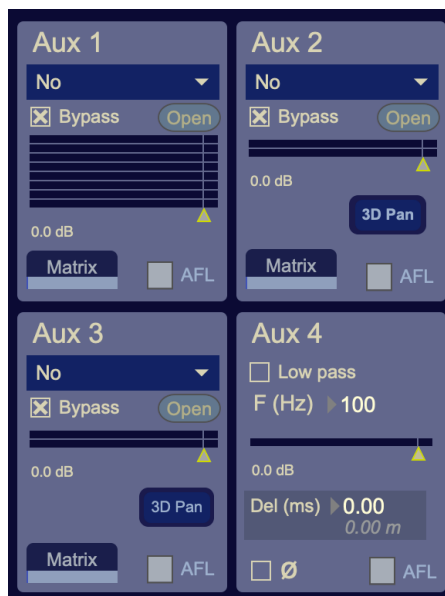 Aux 1
No
Bypass Open
0.0 dB
Matrix AFL
Aux 2
No
Bypass Open
0.0 dB
3D Pan
Matrix AFL
Aux 3
No
Bypass Open
0.0 dB
3D Pan
Matrix AFL
Aux 4
Low pass
F (Hz) 100
0.0 dB
Del (ms) 0.00
0.00 m
Ø AFL